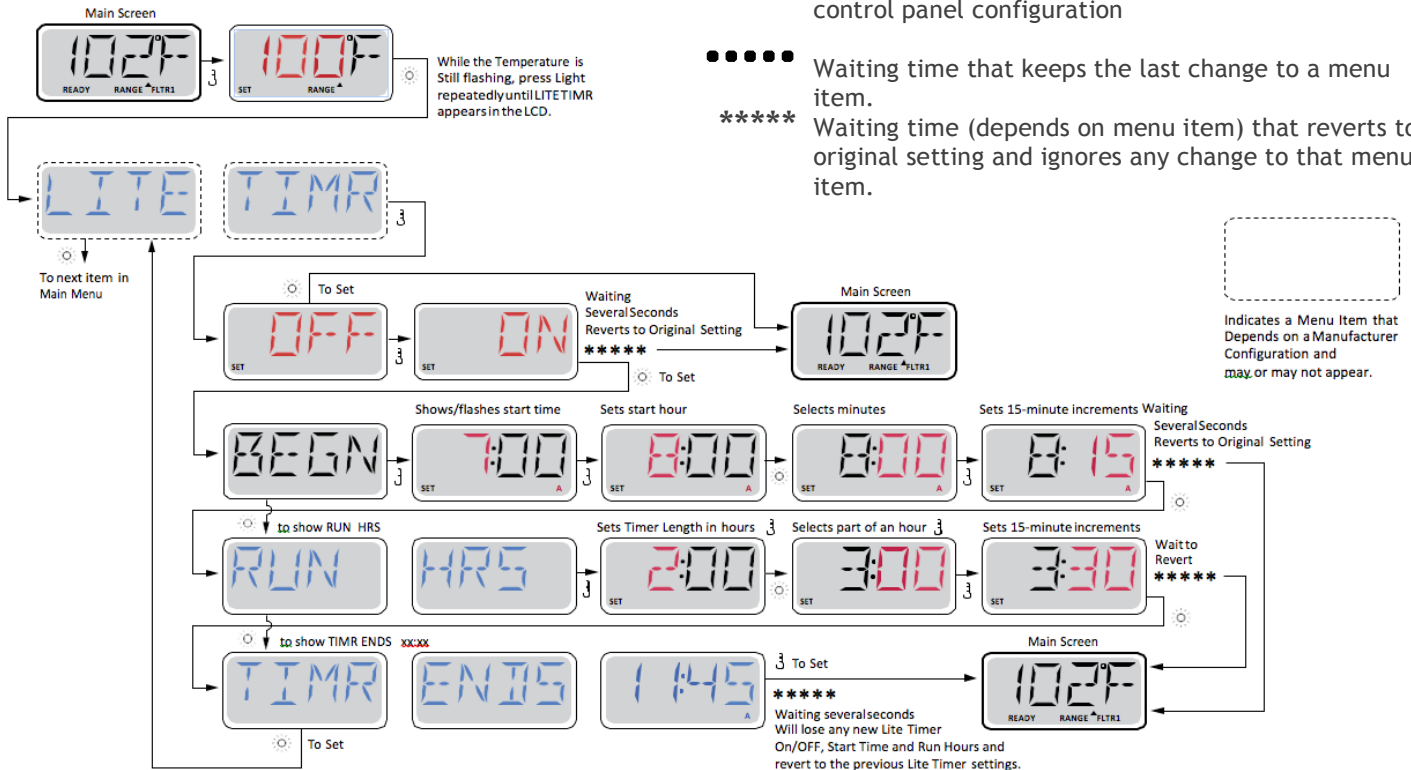 control panel configuration
Waiting time that keeps the last change to a menu
item.
***** Waiting time (depends on menu item) that reverts to
original setting and ignores any change to that menu
item.
Main Screen
102°F
READY RANGE FLTR1
100°F
SET RANGE
While the Temperature is
Still flashing, press Light
repeatedly until LITE TIMR
appears in the LCD.
LITE TIMR
To next item in
Main Menu
Indicates a Menu Item that
Depends on a Manufacturer
Configuration and
may or may not appear.
To Set
OFF
SET
ON
SET
Waiting
Several Seconds
Reverts to Original Setting
*****
To Set
Main Screen
102°F
READY RANGE FLTR1
BEGN
Shows/flashes start time
7:00
SET A
Sets start hour
8:00
SET A
Selects minutes
8:00
SET A
Sets 15-minute increments
8:15
SET A
Waiting
Several Seconds
Reverts to Original Setting
*****
to show RUN HRS
RUN HRS
Sets Timer Length in hours
2:00
SET
Selects part of an hour
3:00
SET
Sets 15-minute increments
3:30
SET
Wait to
Revert
*****
to show TIMR ENDS xx:xx
TIMR ENDS 11:45
A
To Set
*****
Waiting several seconds
Will lose any new Lite Timer
On/OFF, Start Time and Run Hours and
revert to the previous Lite Timer settings.
Main Screen
102°F
READY RANGE FLTR1
To Set